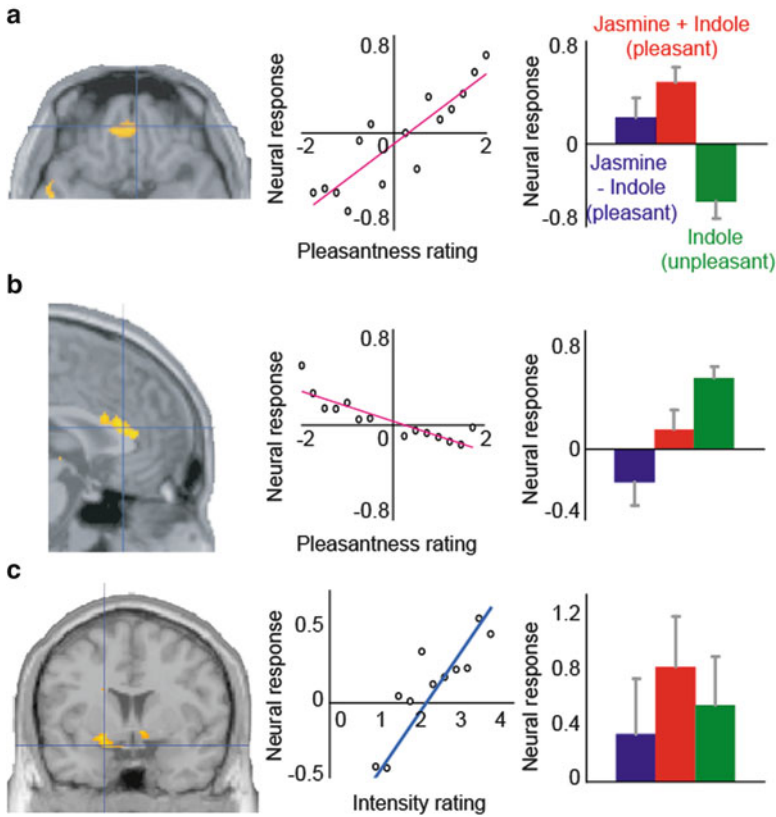 a
Neural response
0.8
-2
0
2
-0.8
Pleasantness rating
Neural response
0.8
0
-0.8
Jasmine + Indole
(pleasant)
Jasmine
- Indole
(pleasant)
Indole
(unpleasant)
b
Neural response
0.8
-2
0
2
-0.8
Pleasantness rating
Neural response
0.8
0
-0.4
c
Neural response
0.5
0
-0.5
0
1
2
3
4
Intensity rating
Neural response
1.2
0.8
0.4
0